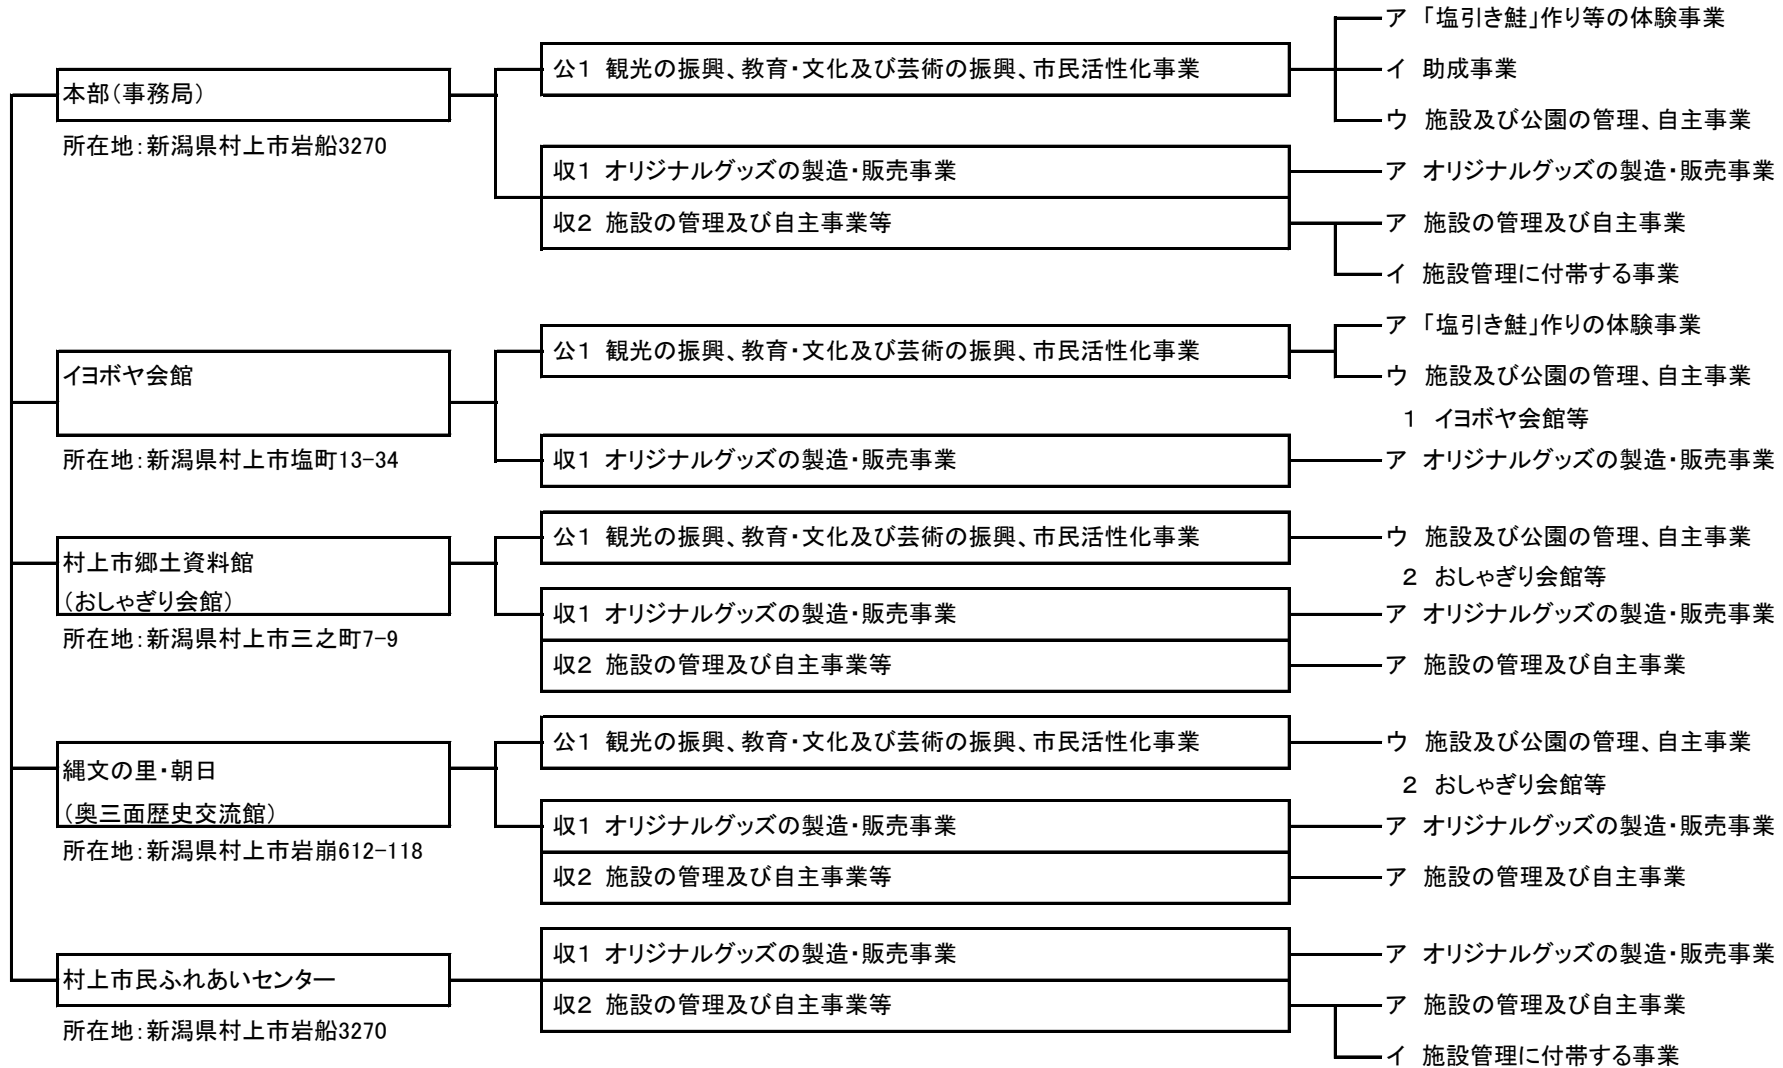 ア 「塩引き鮭」作り等の体験事業
公1 観光の振興、教育・文化及び芸術の振興、市民活性化事業
イ 助成事業
本部(事務局)
ウ 施設及び公園の管理、自主事業
所在地:新潟県村上市岩船3270
収1 オリジナルグッズの製造・販売事業
ア オリジナルグッズの製造・販売事業
収2 施設の管理及び自主事業等
ア 施設の管理及び自主事業
イ 施設管理に付帯する事業
ア 「塩引き鮭」作りの体験事業
公1 観光の振興、教育・文化及び芸術の振興、市民活性化事業
イヨボヤ会館
ウ 施設及び公園の管理、自主事業
1 イヨボヤ会館等
所在地:新潟県村上市塩町13-34
収1 オリジナルグッズの製造・販売事業
ア オリジナルグッズの製造・販売事業
公1 観光の振興、教育・文化及び芸術の振興、市民活性化事業
ウ 施設及び公園の管理、自主事業
村上市郷土資料館
2 おしゃぎり会館等
(おしゃぎり会館)
収1 オリジナルグッズの製造・販売事業
ア オリジナルグッズの製造・販売事業
所在地:新潟県村上市三之町7-9
収2 施設の管理及び自主事業等
ア 施設の管理及び自主事業
公1 観光の振興、教育・文化及び芸術の振興、市民活性化事業
ウ 施設及び公園の管理、自主事業
縄文の里・朝日
2 おしゃぎり会館等
(奥三面歴史交流館)
収1 オリジナルグッズの製造・販売事業
ア オリジナルグッズの製造・販売事業
所在地:新潟県村上市岩崩612-118
収2 施設の管理及び自主事業等
ア 施設の管理及び自主事業
収1 オリジナルグッズの製造・販売事業
ア オリジナルグッズの製造・販売事業
村上市民ふれあいセンター
収2 施設の管理及び自主事業等
ア 施設の管理及び自主事業
所在地:新潟県村上市岩船3270
イ 施設管理に付帯する事業